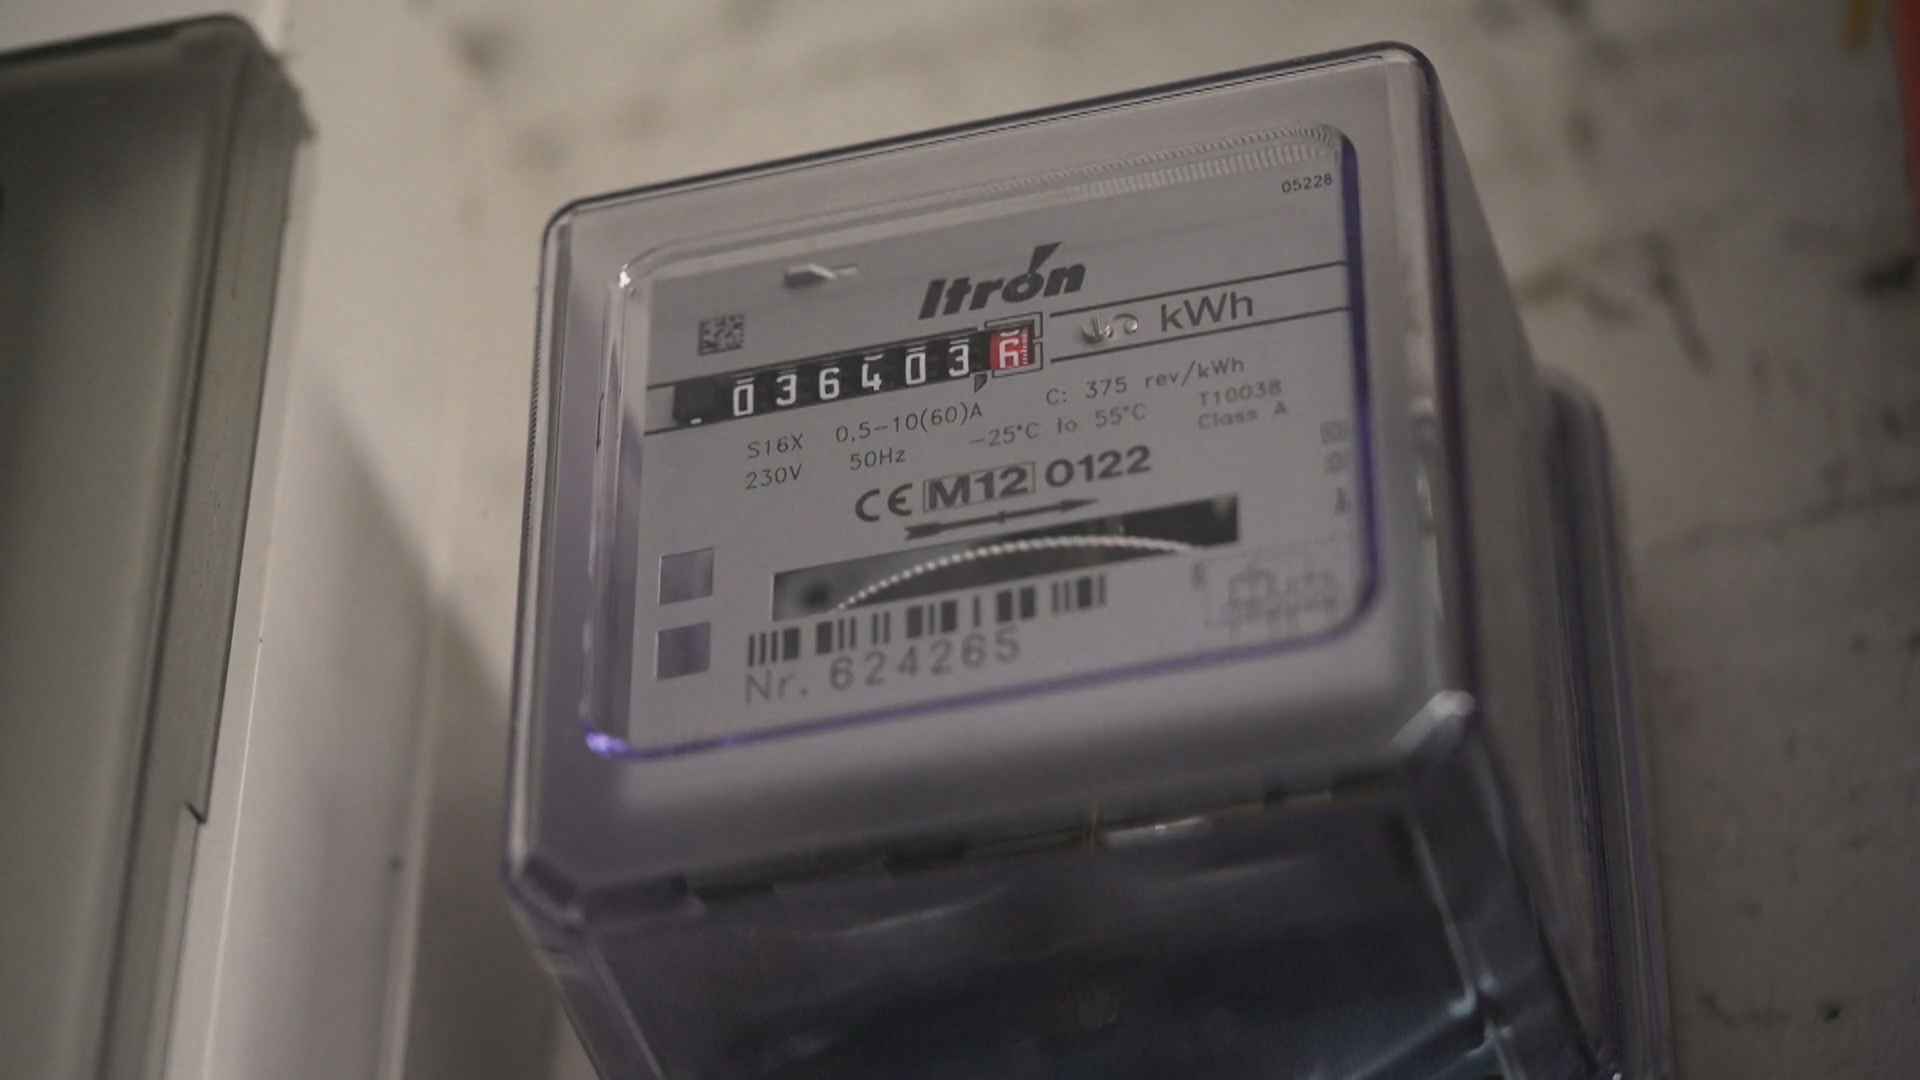 05228
Itron
0364036 kWh
S16X 0,5-10(60)A C: 375 rev/kWh
230V 50Hz -25°C to 55°C T10038
Class A
CE M12 0122
Nr. 624265